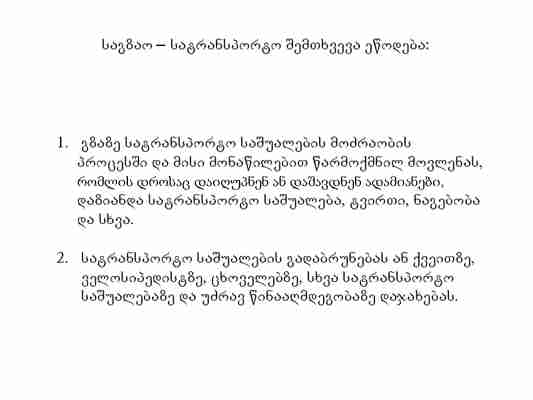 საგზაო – სატრანსპორტო შემთხვევა ეწოდება:
1. გზაზე სატრანსპორტო საშუალების მოძრაობის
პროცესში და მისი მონაწილებით წარმოქმნილ მოვლენას,
რომლის დროსაც დაიღუპნენ ან დაშავდნენ ადამიანები,
დაზიანდა სატრანსპორტო საშუალება, ტვირთი, ნაგებობა
და სხვა.
2. სატრანსპორტო საშუალების გადაბრუნებას ან ქვეითზე,
ველოსიპედისტზე, ცხოველებზე, სხვა სატრანსპორტო
საშუალებაზე და უძრავ წინააღმდეგობაზე დაჯახებას.